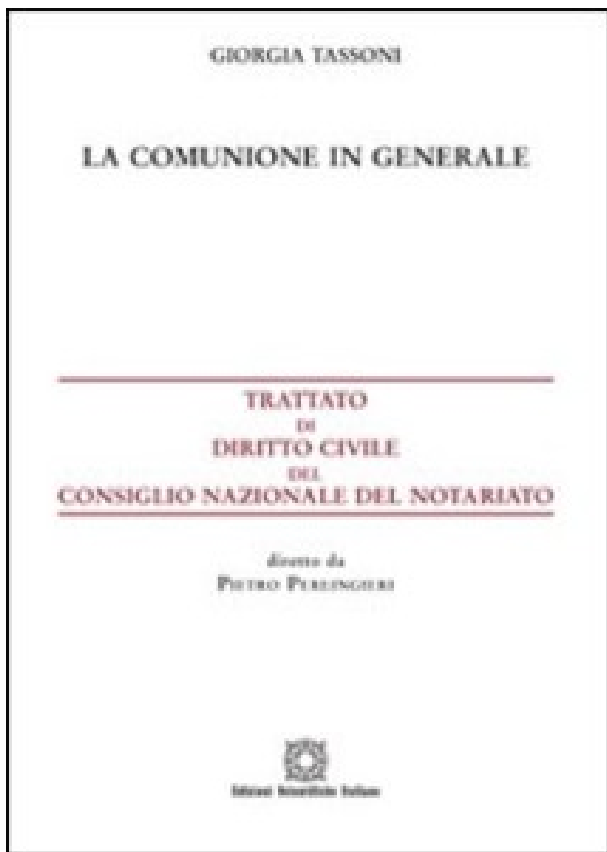 GIORGIA TASSONI
LA COMUNIONE IN GENERALE
TRATTATO
DI
DIRITTO CIVILE
DEL
CONSIGLIO NAZIONALE DEL NOTARIATO
diretto da
PIETRO PERLINGIERI
Edizioni Scientifiche Italiane